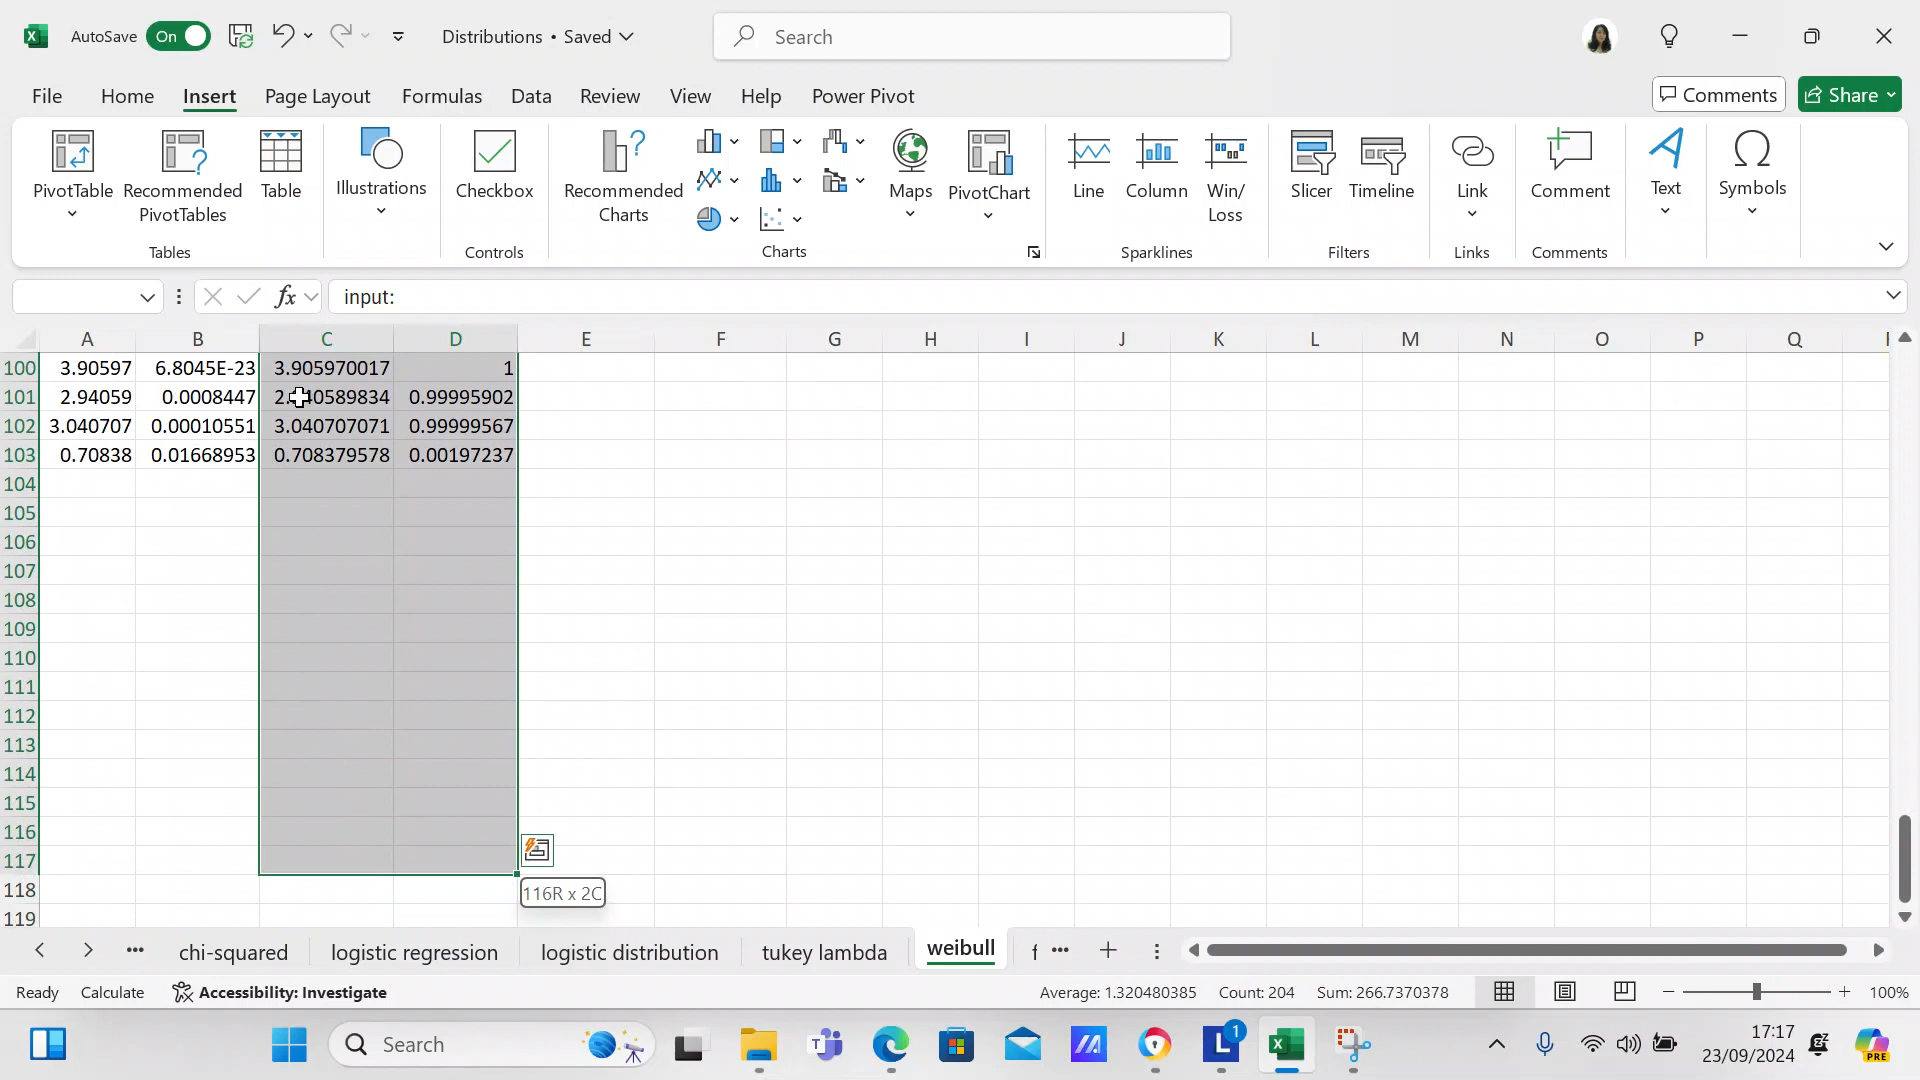 AutoSave On Distributions • Saved Search
File Home Insert Page Layout Formulas Data Review View Help Power Pivot Comments Share
PivotTable Recommended PivotTables Table Illustrations Checkbox Recommended Charts Maps PivotChart Line Column Win/ Loss Slicer Timeline Link Comment Text Symbols
Tables Controls Charts Sparklines Filters Links Comments
fx input:
A B C D E F G H I J K L M N O P Q
100 3.90597 6.8045E-23 3.905970017 1
101 2.94059 0.0008447 0.99995902
102 3.040707 0.00010551 3.040707071 0.99999567
103 0.70838 0.01668953 0.708379578 0.00197237
104
105
106
107
108
109
110
111
112
113
114
115
116
117
116R x 2C
118
119
chi-squared logistic regression logistic distribution tukey lambda weibull f
Ready Calculate Accessibility: Investigate Average: 1.320480385 Count: 204 Sum: 266.7370378 100%
Search 1 17:17
23/09/2024 PRE